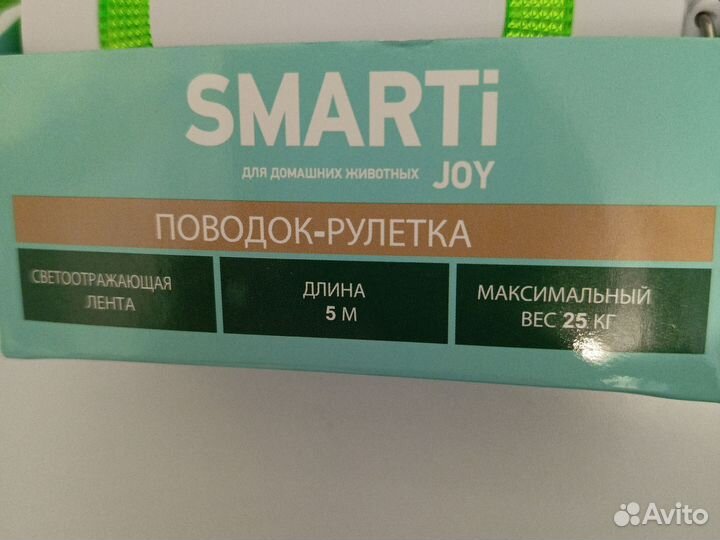 SMARTi
ДЛЯ ДОМАШНИХ ЖИВОТНЫХ JOY
ПОВОДОК-РУЛЕТКА
СВЕТООТРАЖАЮЩАЯ
ЛЕНТА
ДЛИНА
5 М
МАКСИМАЛЬНЫЙ
ВЕС 25 КГ
Avito